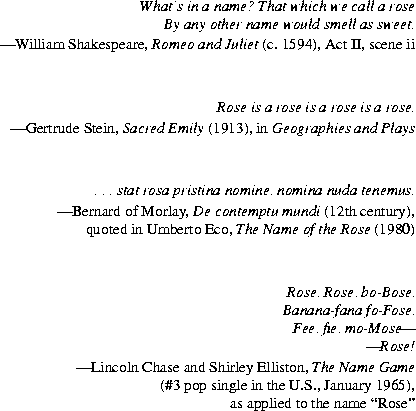 What's in a name? That which we call a rose
By any other name would smell as sweet.
—William Shakespeare, Romeo and Juliet (c. 1594), Act II, scene ii
Rose is a rose is a rose is a rose.
—Gertrude Stein, Sacred Emily (1913), in Geographies and Plays
. . . stat rosa pristina nomine, nomina nuda tenemus.
—Bernard of Morlay, De contemptu mundi (12th century),
quoted in Umberto Eco, The Name of the Rose (1980)
Rose, Rose, bo-Bose,
Banana-fana fo-Fose,
Fee, fie, mo-Mose—
—Rose!
—Lincoln Chase and Shirley Elliston, The Name Game
(#3 pop single in the U.S., January 1965),
as applied to the name “Rose”